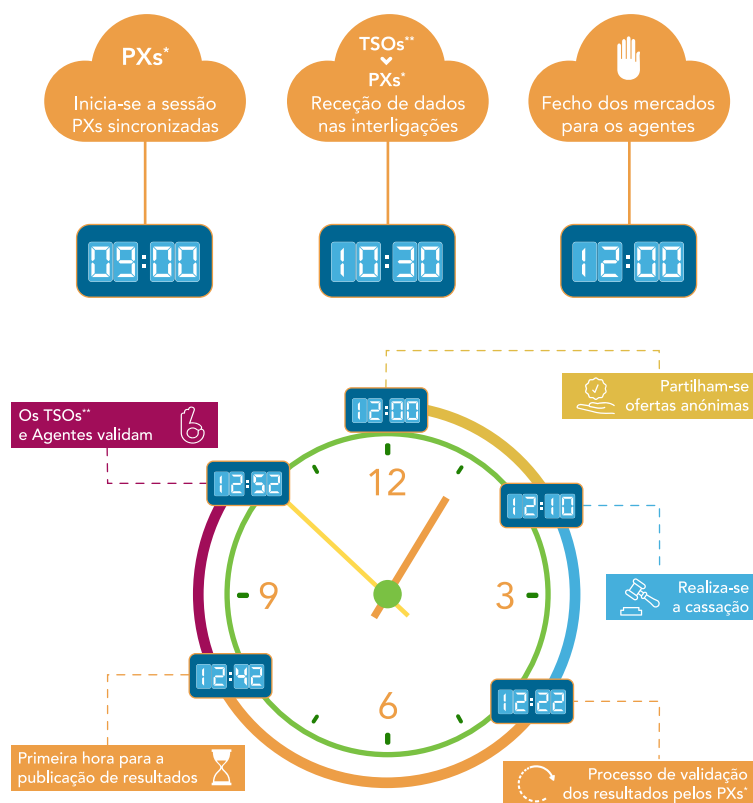 PXs*
Inicia-se a sessão
PXs sincronizadas
09:00
TSOs**
PXs*
Receção de dados
nas interligações
10:30
Fecho dos mercados
para os agentes
12:00
12:00
Partilham-se
ofertas anónimas
12:10
Realiza-se
a cassação
12:22
Processo de validação
dos resultados pelos PXs*
12:42
Primeira hora para a
publicação de resultados
12:52
Os TSOs**
e Agentes validam
12
3
6
9